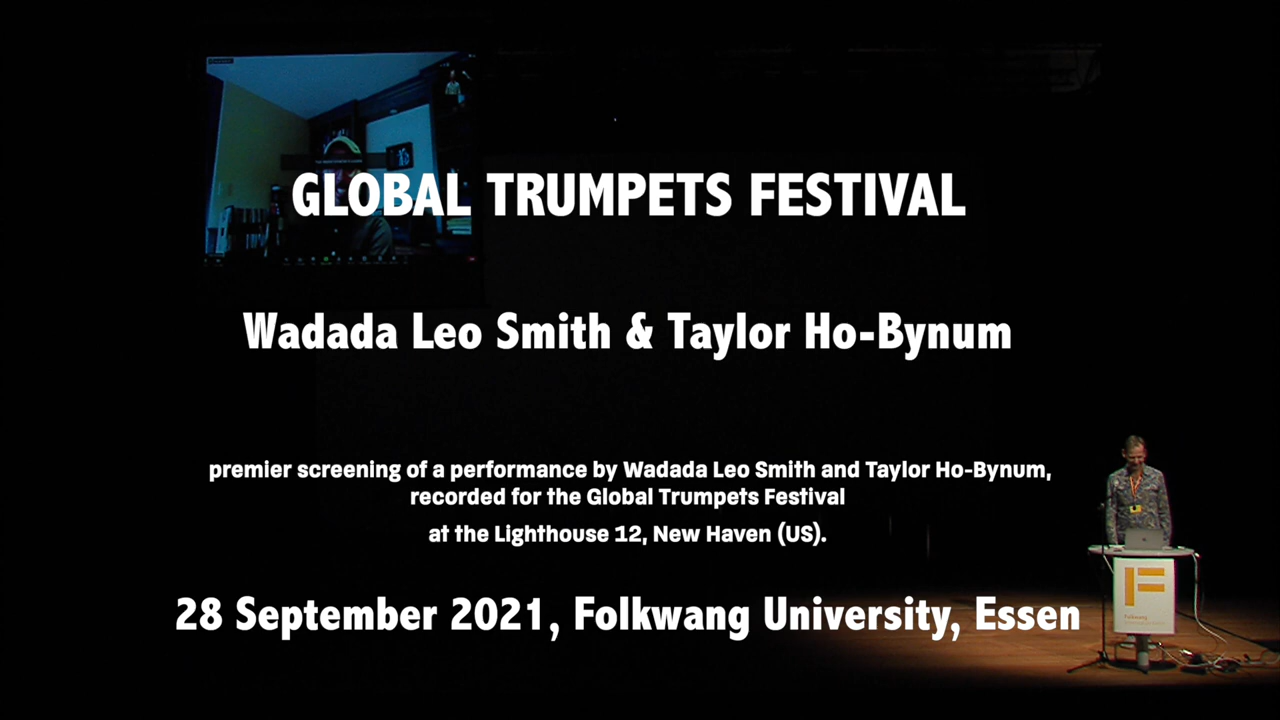 GLOBAL TRUMPETS FESTIVAL
Wadada Leo Smith & Taylor Ho-Bynum
premier screening of a performance by Wadada Leo Smith and Taylor Ho-Bynum,
recorded for the Global Trumpets Festival
at the Lighthouse 12, New Haven (US).
28 September 2021, Folkwang University, Essen
F
Folkwang